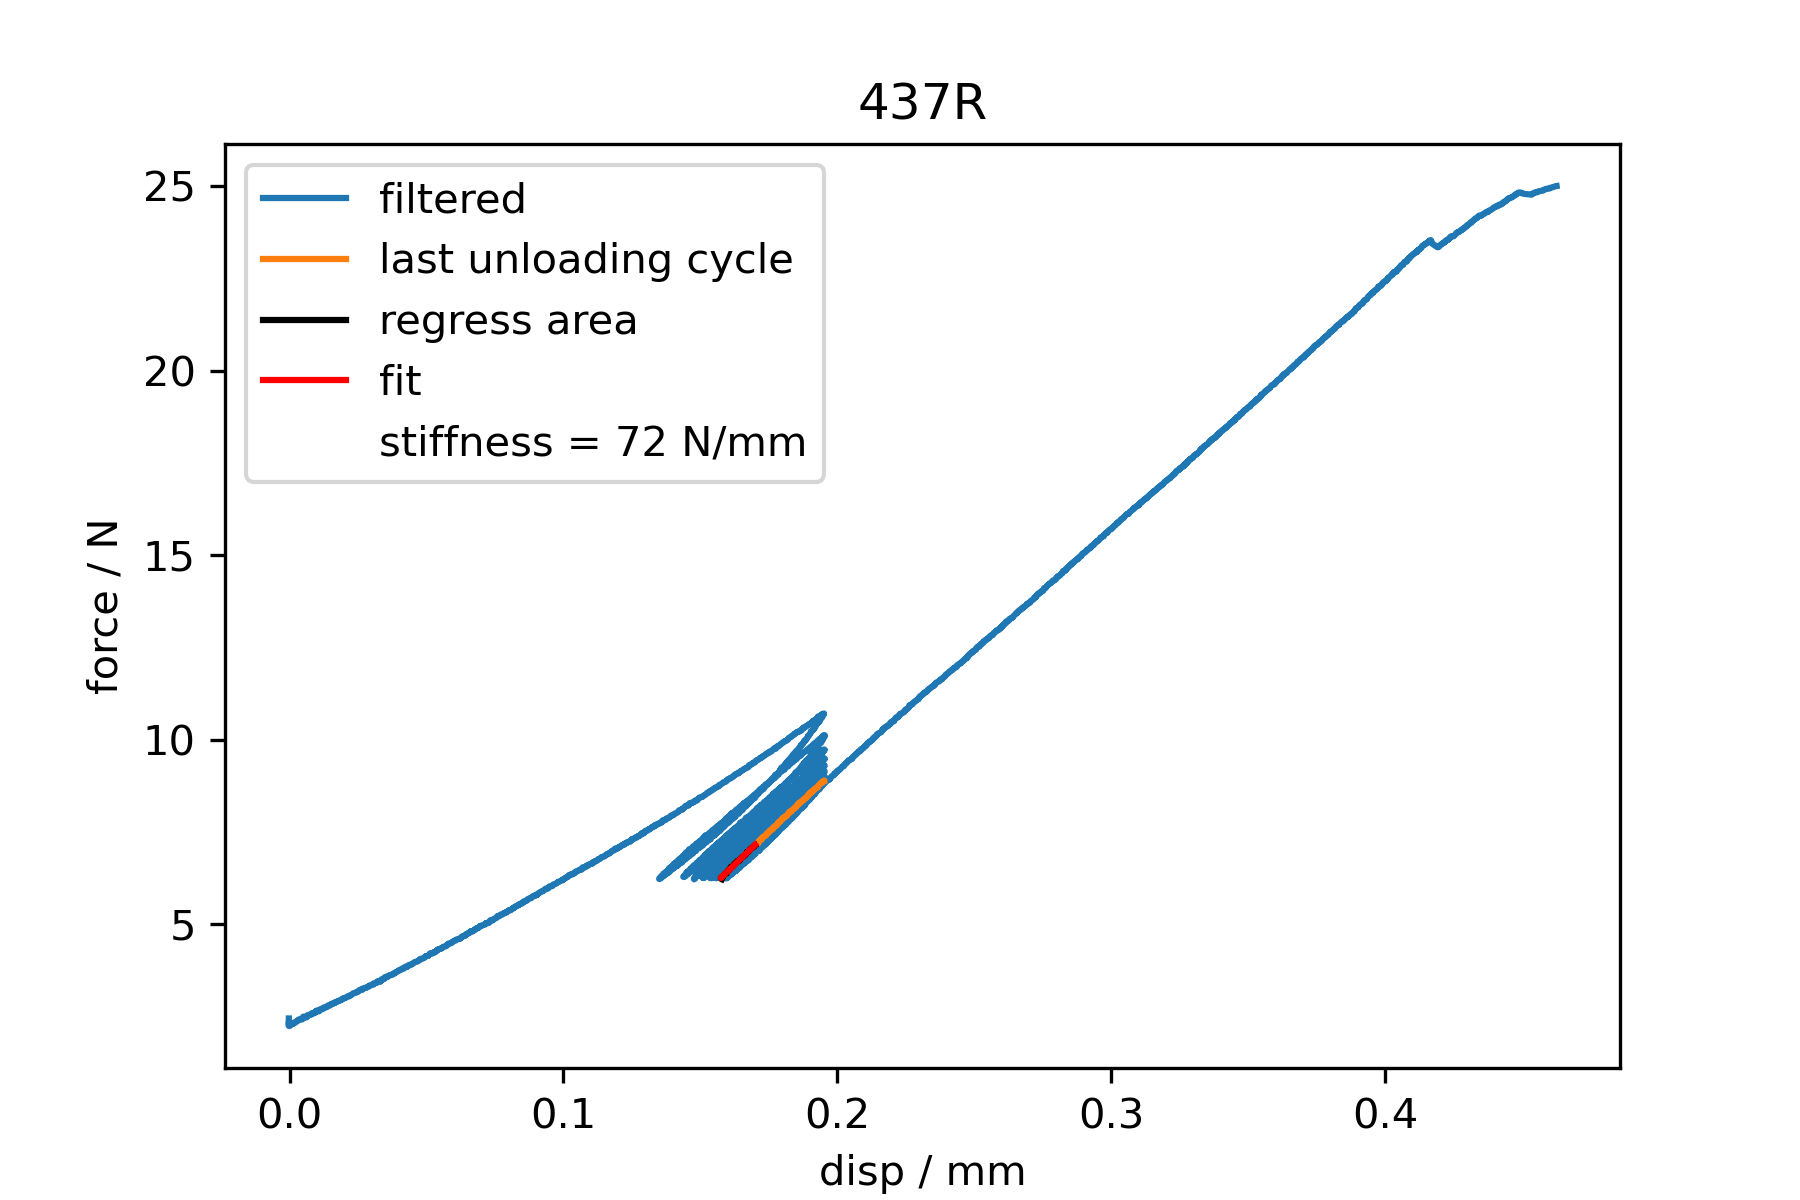 437R
filtered
last unloading cycle
regress area
fit
stiffness = 72 N/mm
25
20
15
10
5
force / N
0.0 0.1 0.2 0.3 0.4
disp / mm